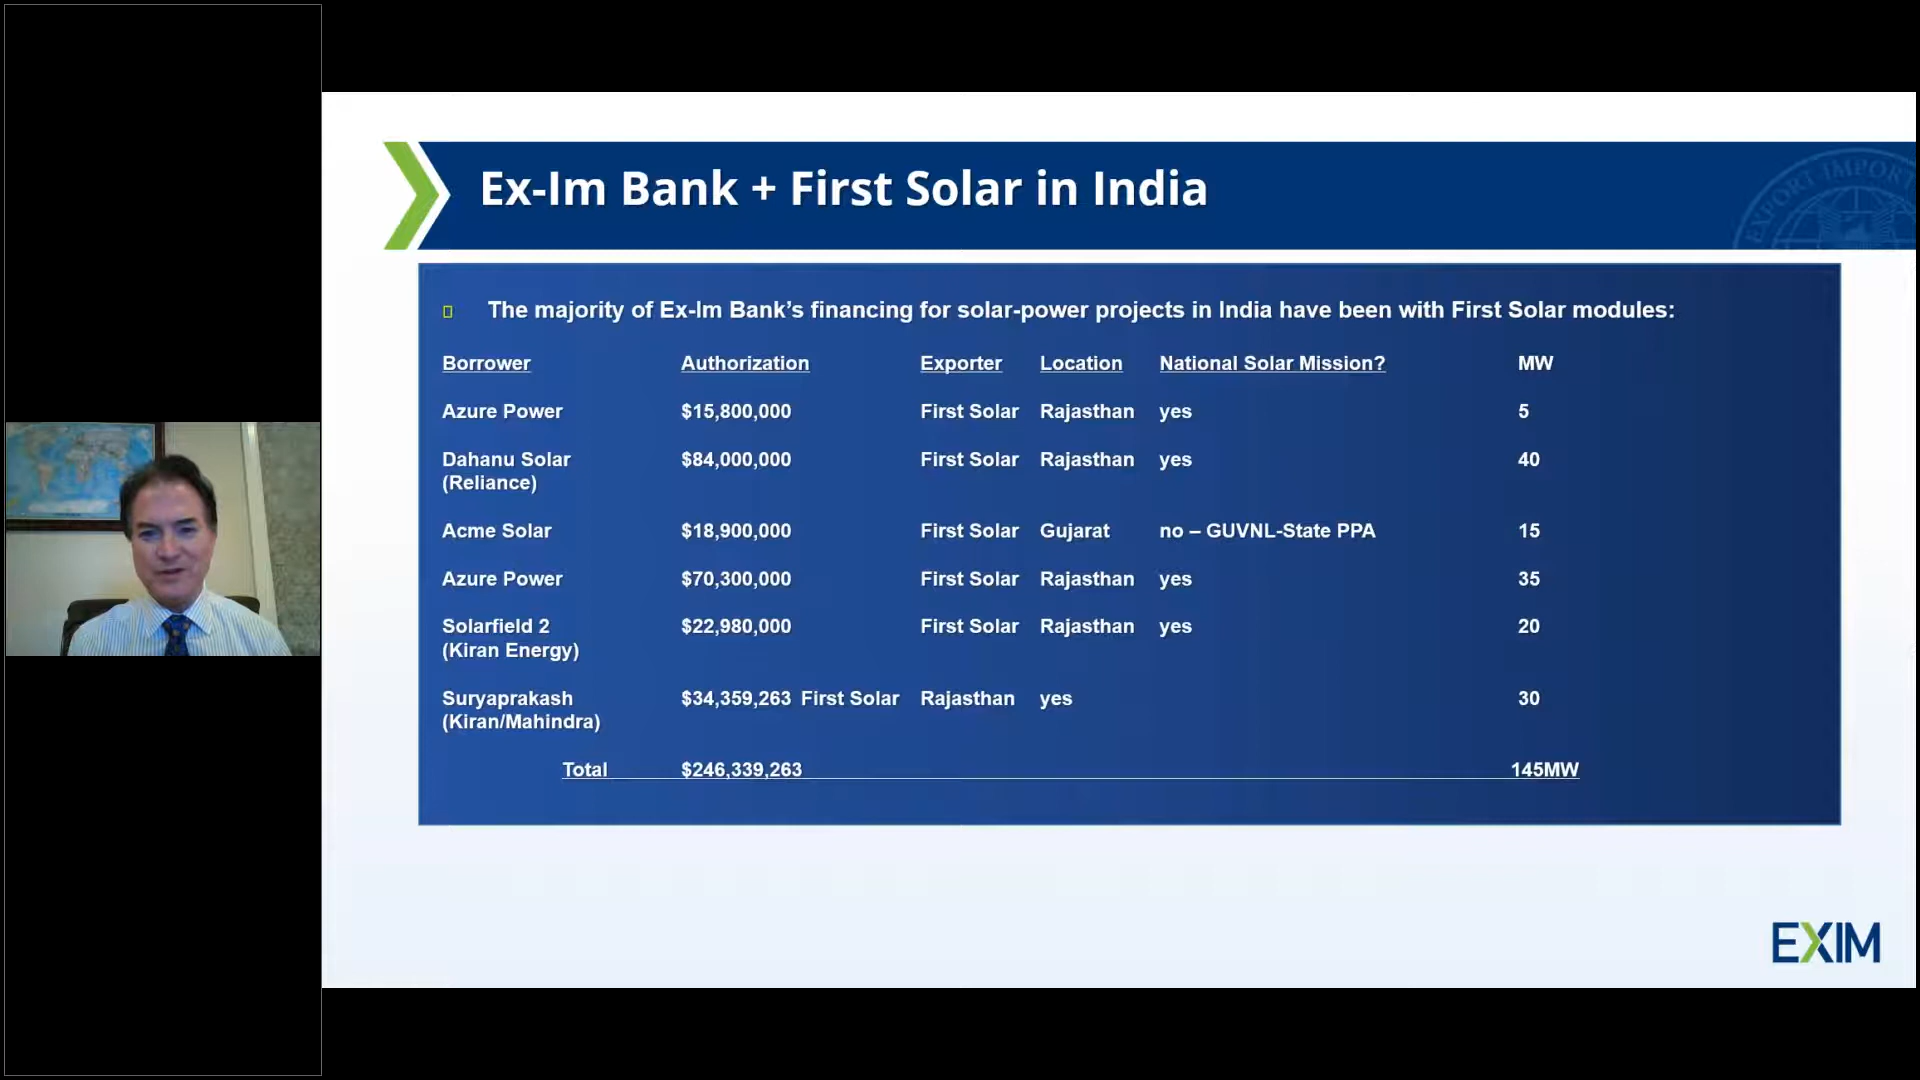 Ex-Im Bank + First Solar in India
EXPORT IMPORT
The majority of Ex-Im Bank’s financing for solar-power projects in India have been with First Solar modules:
Borrower Authorization Exporter Location National Solar Mission? MW
Azure Power $15,800,000 First Solar Rajasthan yes 5
Dahanu Solar $84,000,000 First Solar Rajasthan yes 40
(Reliance)
Acme Solar $18,900,000 First Solar Gujarat no – GUVNL-State PPA 15
Azure Power $70,300,000 First Solar Rajasthan yes 35
Solarfield 2 $22,980,000 First Solar Rajasthan yes 20
(Kiran Energy)
Suryaprakash $34,359,263 First Solar Rajasthan yes 30
(Kiran/Mahindra)
Total $246,339,263 145MW
EXIM